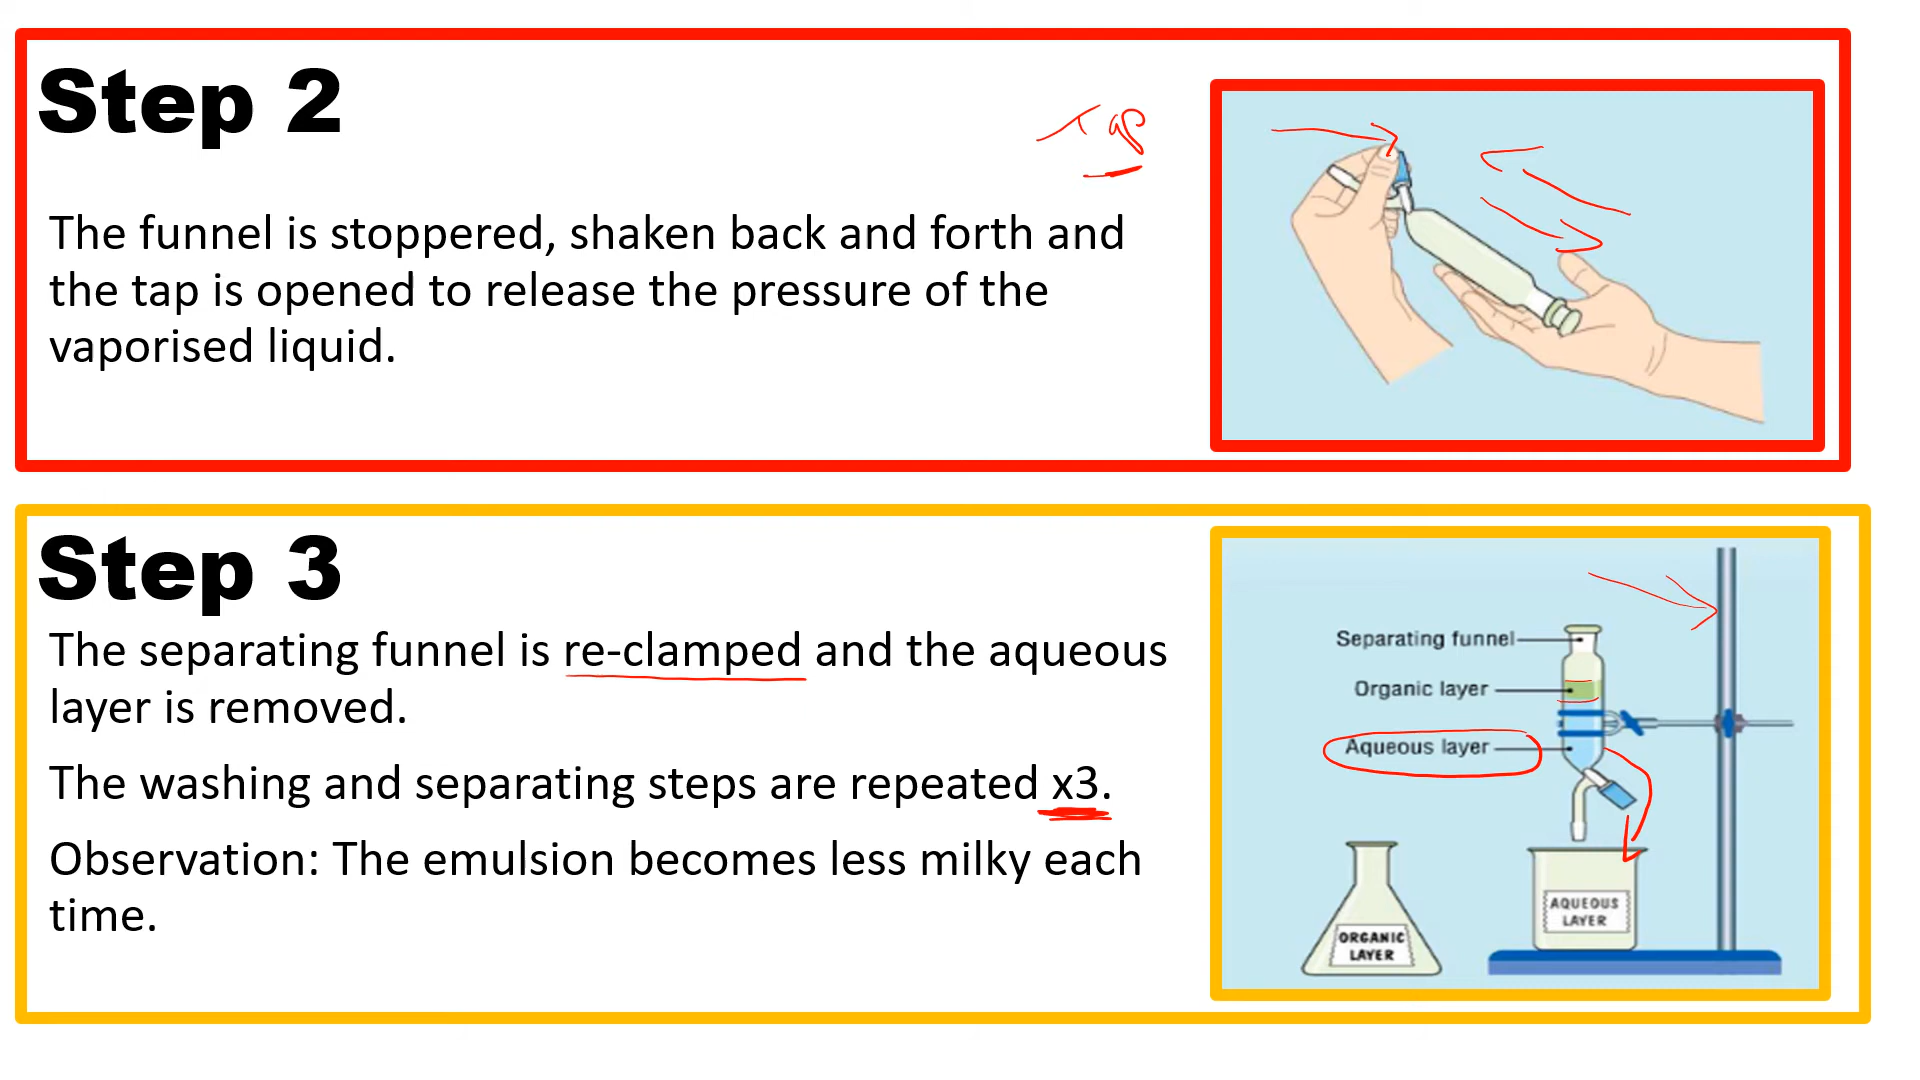 Step 2
Tap
The funnel is stoppered, shaken back and forth and
the tap is opened to release the pressure of the
vaporised liquid.
Step 3
The separating funnel is re-clamped and the aqueous
layer is removed.
The washing and separating steps are repeated x3.
Observation: The emulsion becomes less milky each
time.
Separating funnel
Organic layer
Aqueous layer
ORGANIC
LAYER
AQUEOUS
LAYER